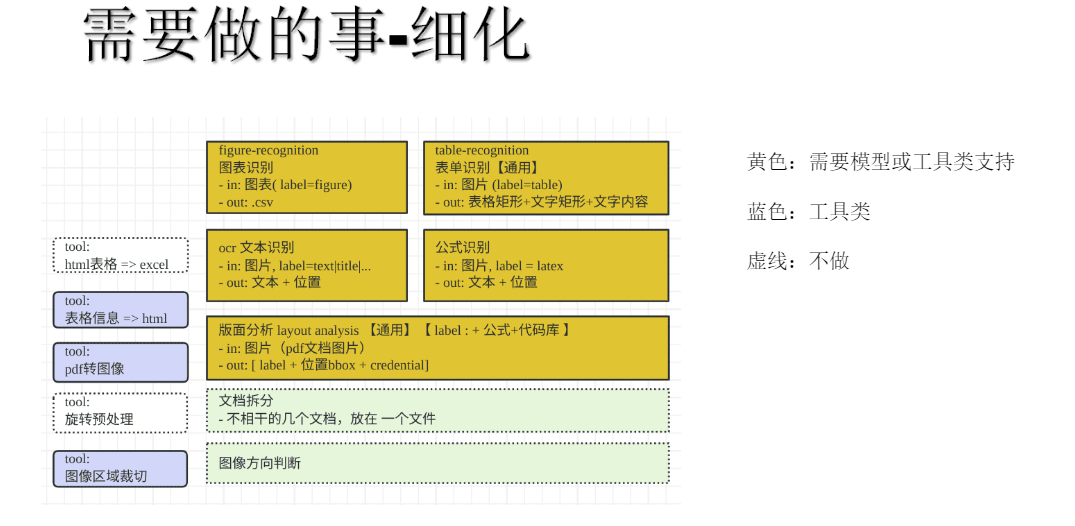 需要做的事-细化
figure-recognition
图表识别
- in: 图表( label=figure)
- out: .csv
table-recognition
表单识别【通用】
- in: 图片 (label=table)
- out: 表格矩形+文字矩形+文字内容
黄色：需要模型或工具类支持
蓝色：工具类
虚线：不做
tool:
html表格 => excel
ocr 文本识别
- in: 图片, label=text|title|...
- out: 文本 + 位置
公式识别
- in: 图片, label = latex
- out: 文本 + 位置
tool:
表格信息 => html
tool:
pdf转图像
版面分析 layout analysis 【通用】【 label : + 公式+代码库 】
- in: 图片（pdf文档图片）
- out: [ label + 位置bbox + credential]
tool:
旋转预处理
文档拆分
- 不相干的几个文档，放在 一个文件
tool:
图像区域裁切
图像方向判断